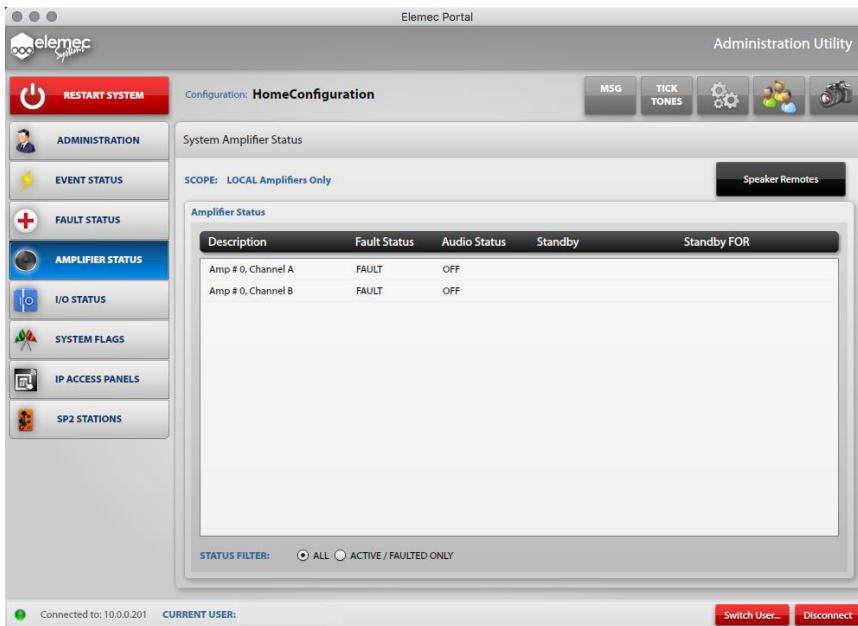 Elemec Portal
elemec
Systems
Administration Utility
RESTART SYSTEM
Configuration: HomeConfiguration
MSG
TICK
TONES
ADMINISTRATION
EVENT STATUS
FAULT STATUS
AMPLIFIER STATUS
I/O STATUS
SYSTEM FLAGS
IP ACCESS PANELS
SP2 STATIONS
System Amplifier Status
SCOPE: LOCAL Amplifiers Only
Speaker Remotes
Amplifier Status
Description Fault Status Audio Status Standby Standby FOR
Amp # 0, Channel A FAULT OFF
Amp # 0, Channel B FAULT OFF
STATUS FILTER: ALL ACTIVE / FAULTED ONLY
Connected to: 10.0.0.201 CURRENT USER:
Switch User... Disconnect